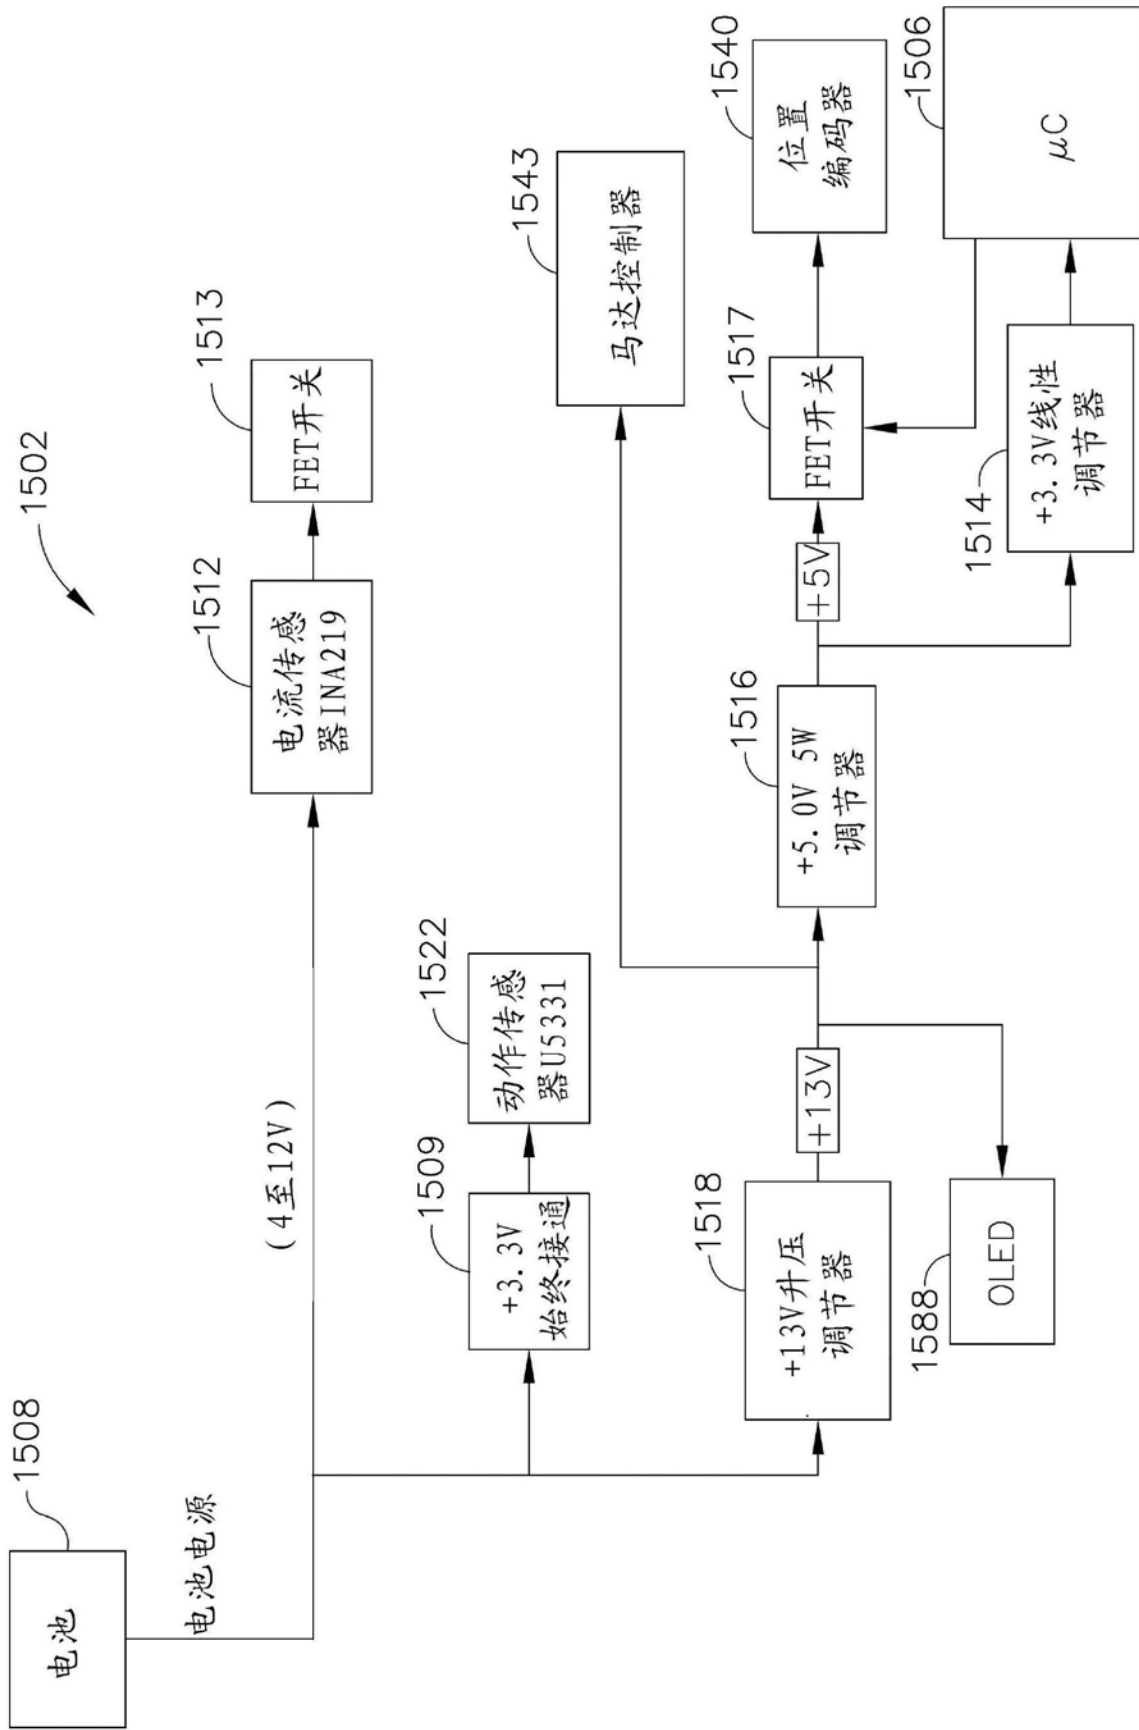 1502
1508
电池
电池电源
(4至12V)
1512
电流传感
器INA219
1513
FET开关
1509
+3.3V
始终接通
1522
动作传感
器U5331
1543
马达控制器
1518
+13V升压
调节器
+13V
1516
+5.0V 5W
调节器
+5V
1517
FET开关
1540
位置
编码器
1588
OLED
1514
+3.3V线性
调节器
1506
μC